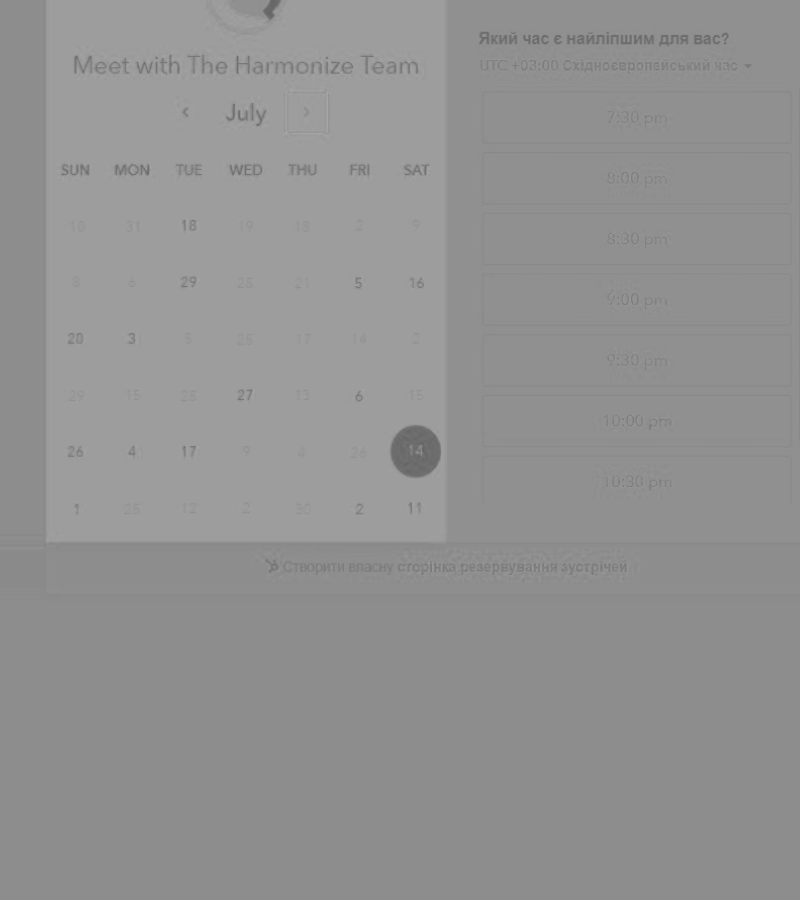 Meet with The Harmonize Team
July
SUN MON TUE WED THU FRI SAT
10 31 18 19 13 2 9
8 6 29 25 21 5 16
20 3 5 25 17 14 2
29 15 28 27 13 6 15
26 4 17 9 4 26 14
1 25 12 2 30 2 11
Який час є найліпшим для вас?
UTC +03:00 Східноєвропейський час
7:30 pm
8:00 pm
8:30 pm
9:00 pm
9:30 pm
10:00 pm
10:30 pm
Створити власну сторінка резервування зустрічей